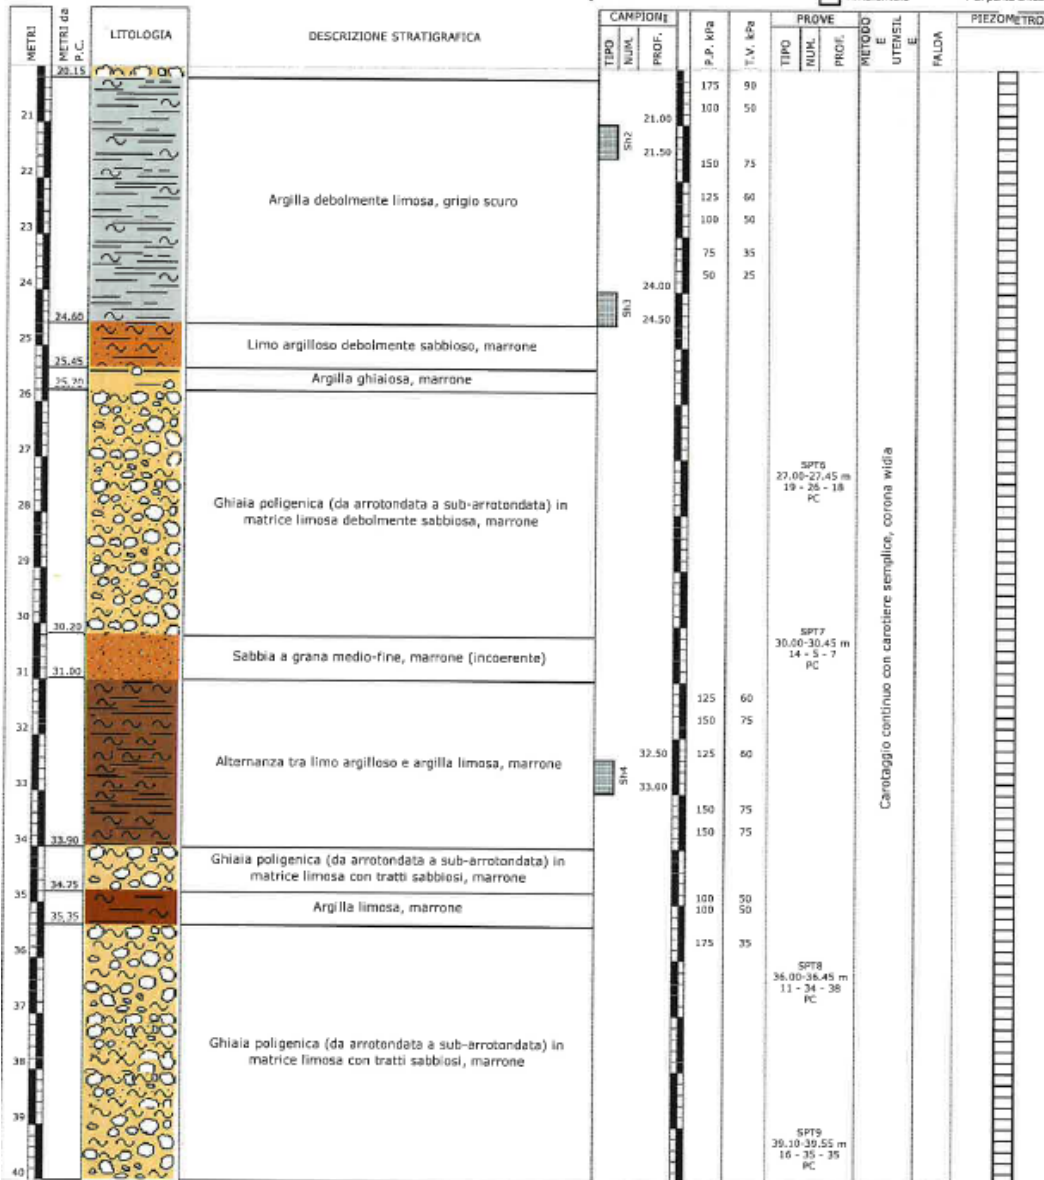 CAMPIONI
PROVE
PIEZOMETRO
METRI
METRI da P.C.
LITOLOGIA
DESCRIZIONE STRATIGRAFICA
TIPO
NUM.
PROF.
P.P. kPa
T.V. kPa
TIPO
NUM.
PROF.
METODO E UTENSILE
FALDA
20.15
175 90
100 50
21
21.00
Sh2
21.50
150 75
22
125 60
Argilla debolmente limosa, grigio scuro
100 50
23
75 35
50 25
24
24.00
Sh3
24.50
24.60
25
Limo argilloso debolmente sabbioso, marrone
25.45
Argilla ghiaiosa, marrone
26
27
SPT6
27.00-27.45 m
19 - 26 - 18
PC
Ghiaia poligenica (da arrotondata a sub-arrotondata) in
matrice limosa debolmente sabbiosa, marrone
28
29
30
30.20
SPT7
30.00-30.45 m
14 - 5 - 7
PC
Sabbia a grana medio-fine, marrone (incoerente)
31.00
31
125 60
150 75
32
32.50
125 60
Alternanza tra limo argilloso e argilla limosa, marrone
Sh4
33.00
33
150 75
150 75
34
33.90
Ghiaia poligenica (da arrotondata a sub-arrotondata) in
matrice limosa con tratti sabbiosi, marrone
34.75
35
100 50
100 50
Argilla limosa, marrone
35.35
36
175 35
SPT8
36.00-36.45 m
11 - 34 - 38
PC
37
Ghiaia poligenica (da arrotondata a sub-arrotondata) in
matrice limosa con tratti sabbiosi, marrone
38
39
SPT9
39.10-39.55 m
16 - 35 - 35
PC
40
Carotaggio continuo con carotiere semplice, corona widia